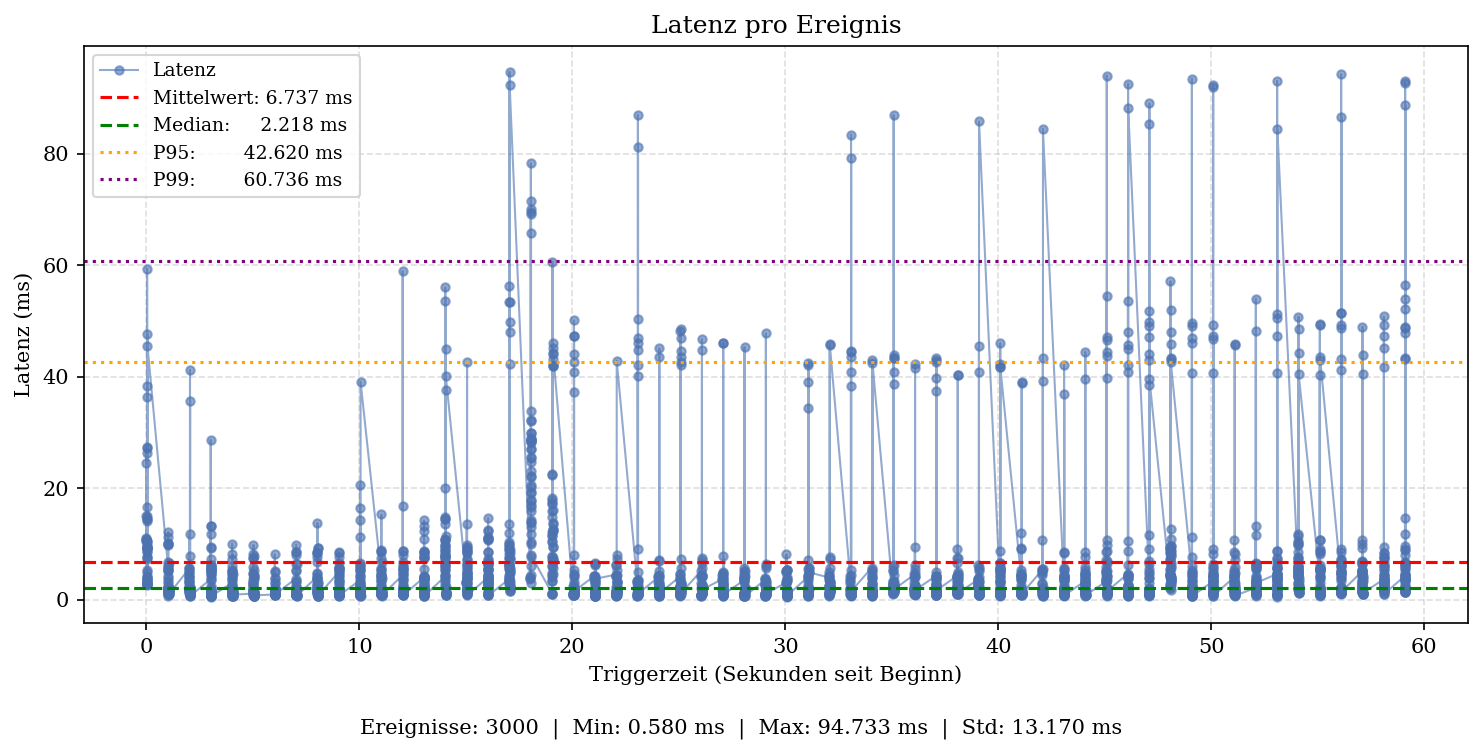 Latenz pro Ereignis
Latenz
Mittelwert: 6.737 ms
Median: 2.218 ms
P95: 42.620 ms
P99: 60.736 ms
Latenz (ms)
80
60
40
20
0
0 10 20 30 40 50 60
Triggerzeit (Sekunden seit Beginn)
Ereignisse: 3000 | Min: 0.580 ms | Max: 94.733 ms | Std: 13.170 ms